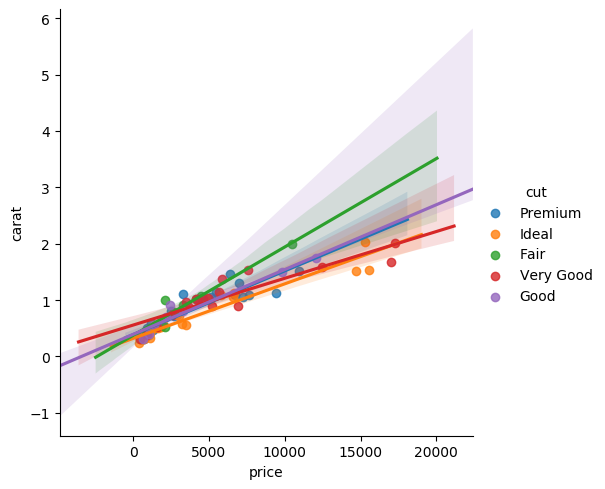 6
5
4
3
2
1
0
−1
carat
0 5000 10000 15000 20000
price
cut
Premium
Ideal
Fair
Very Good
Good